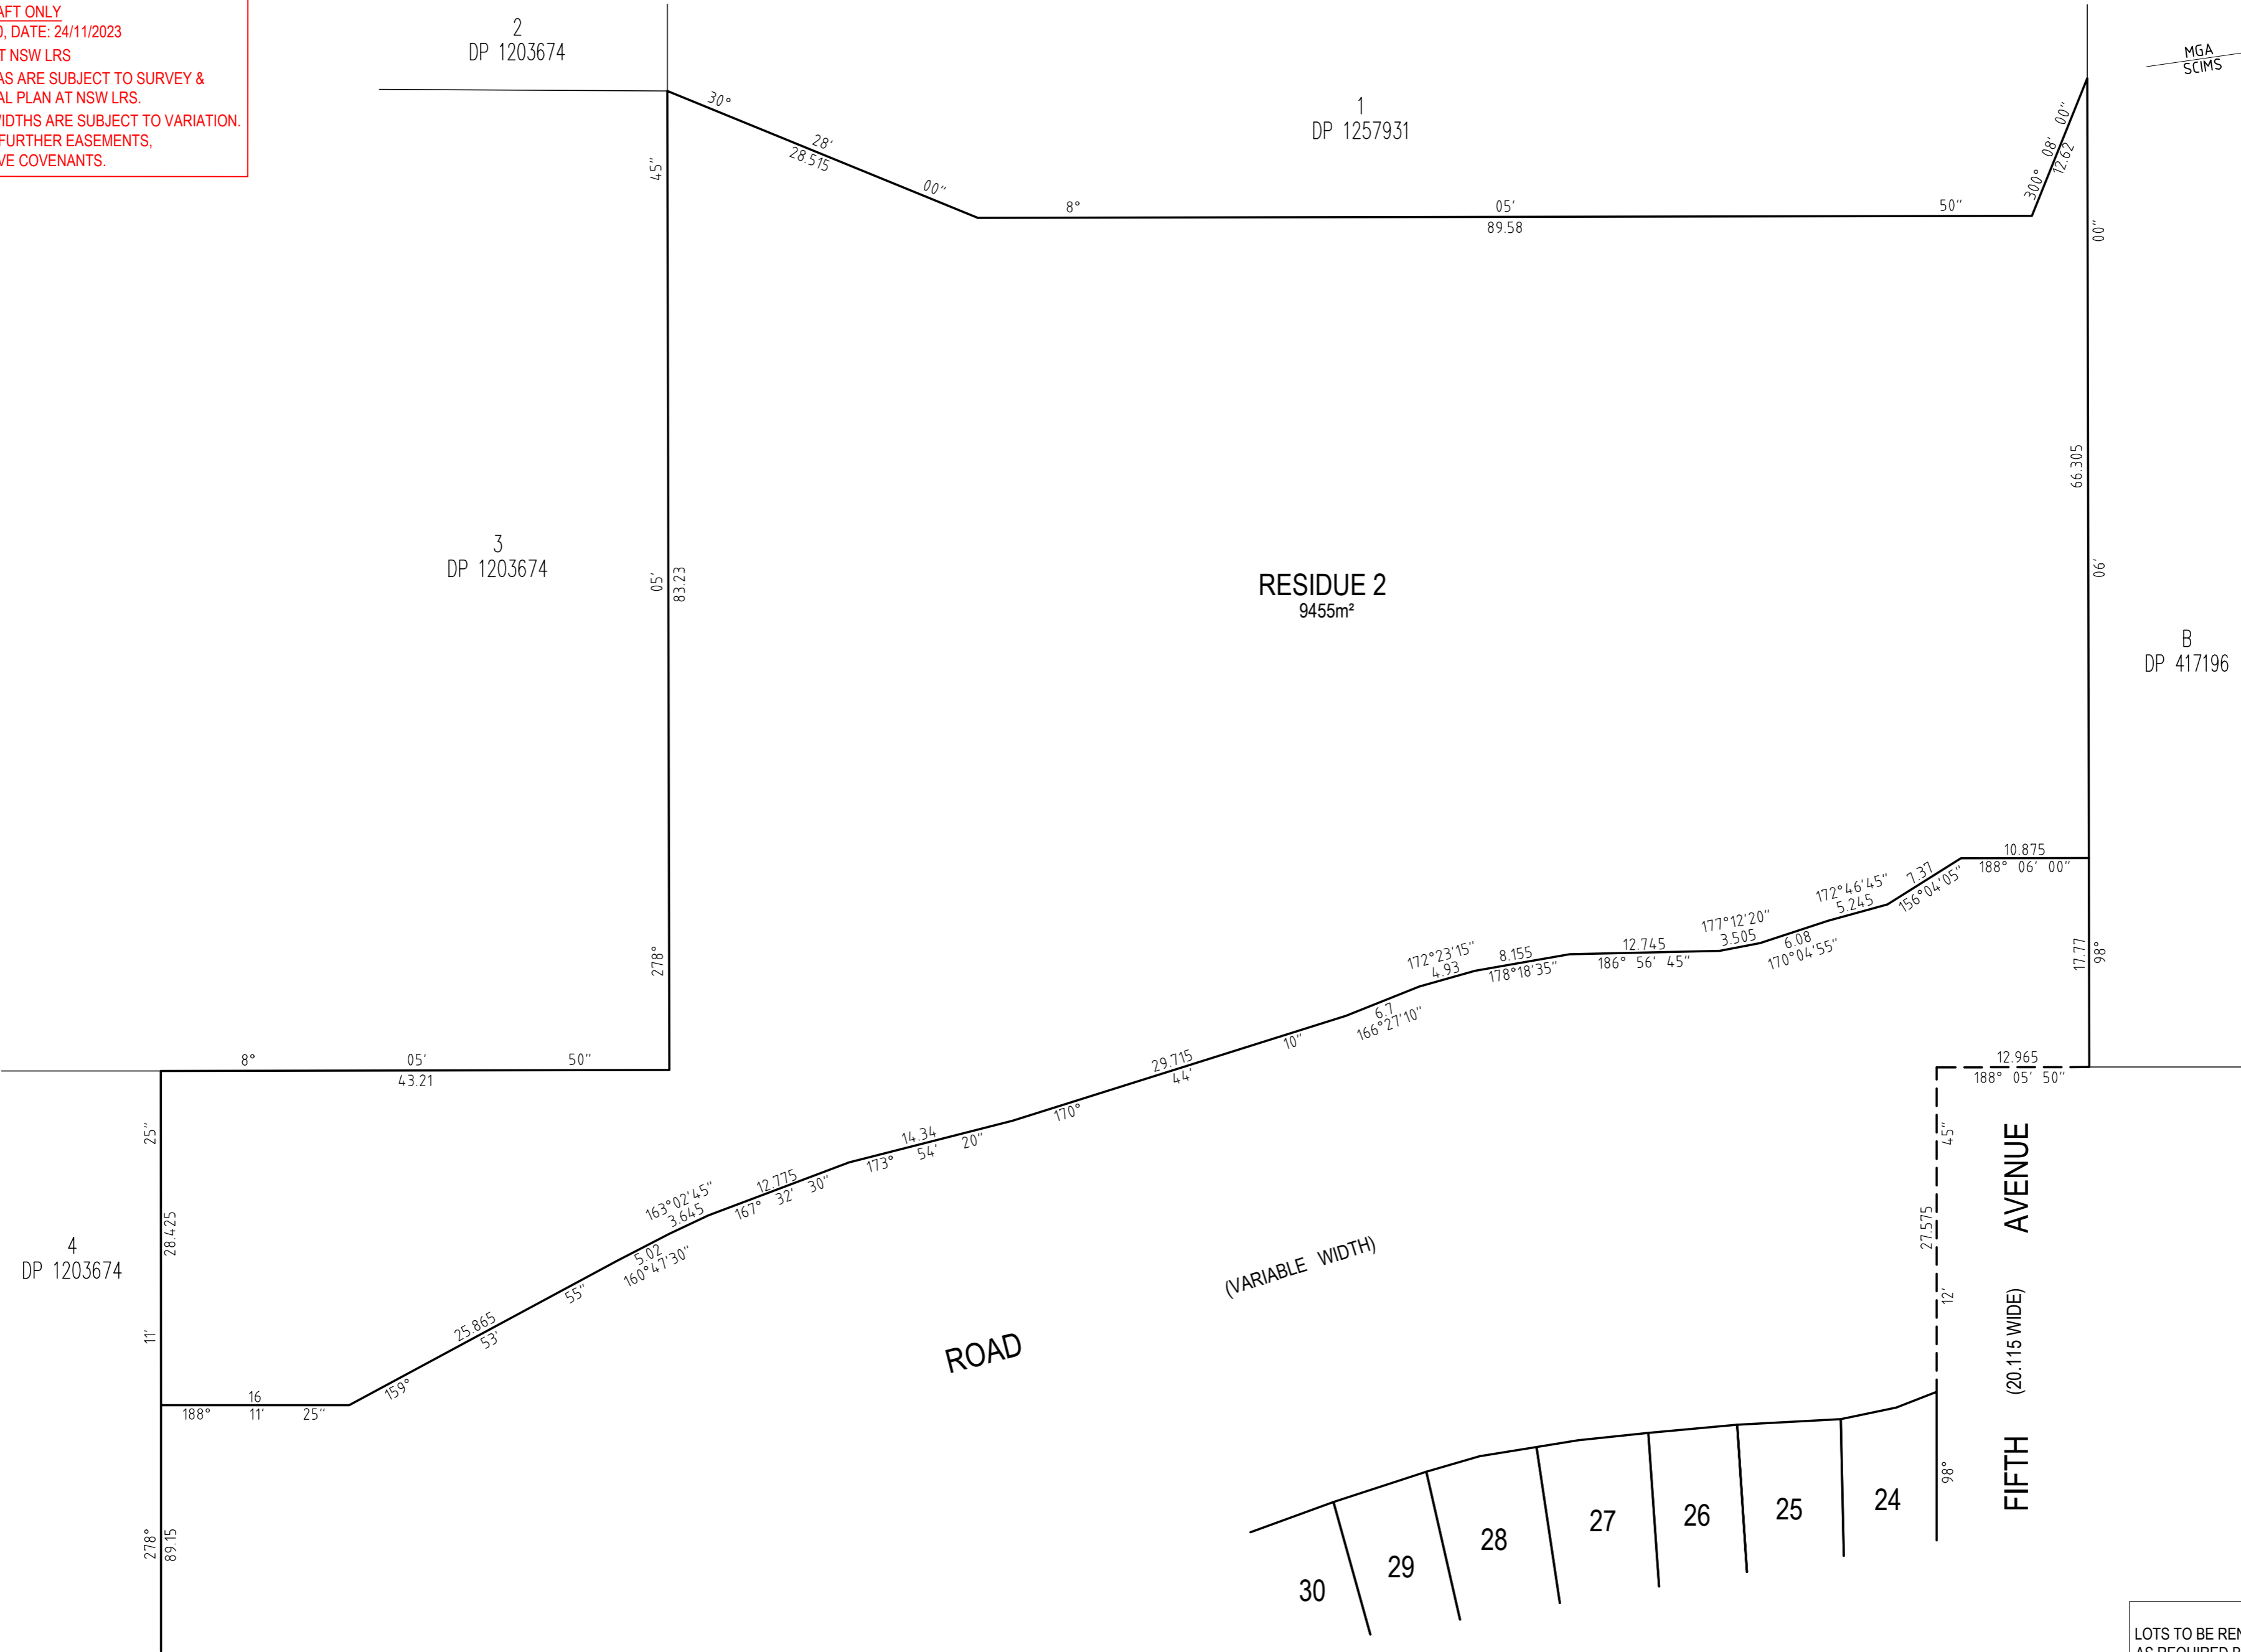 AFT ONLY
, DATE: 24/11/2023
T NSW LRS
AS ARE SUBJECT TO SURVEY &
AL PLAN AT NSW LRS.
WIDTHS ARE SUBJECT TO VARIATION.
FURTHER EASEMENTS,
VE COVENANTS.
2
DP 1203674
1
DP 1257931
MGA
SCIMS
30° 28' 00"
28.515
8° 05' 50"
89.58
300° 08' 00"
12.62
278° 05' 45"
83.23
98° 06' 00"
66.305
17.77
3
DP 1203674
RESIDUE 2
9455m²
B
DP 417196
10.875
188° 06' 00"
7.37
156°04'05"
172°46'45"
5.245
6.08
170°04'55"
177°12'20"
3.505
12.745
186° 56' 45"
8.155
178°18'35"
172°23'15"
4.93
6.7
166°27'10"
29.715
170° 44' 10"
14.34
173° 54' 20"
12.775
167° 32' 30"
163°02'45"
3.645
5.02
160°47'30"
25.865
159° 53' 55"
16
188° 11' 25"
8° 05' 50"
43.21
278° 11' 25"
28.425
89.15
4
DP 1203674
12.965
188° 05' 50"
98° 12' 45"
27.575
FIFTH (20.115 WIDE) AVENUE
(VARIABLE WIDTH)
ROAD
30
29
28
27
26
25
24
LOTS TO BE REN
AS REQUIRED B